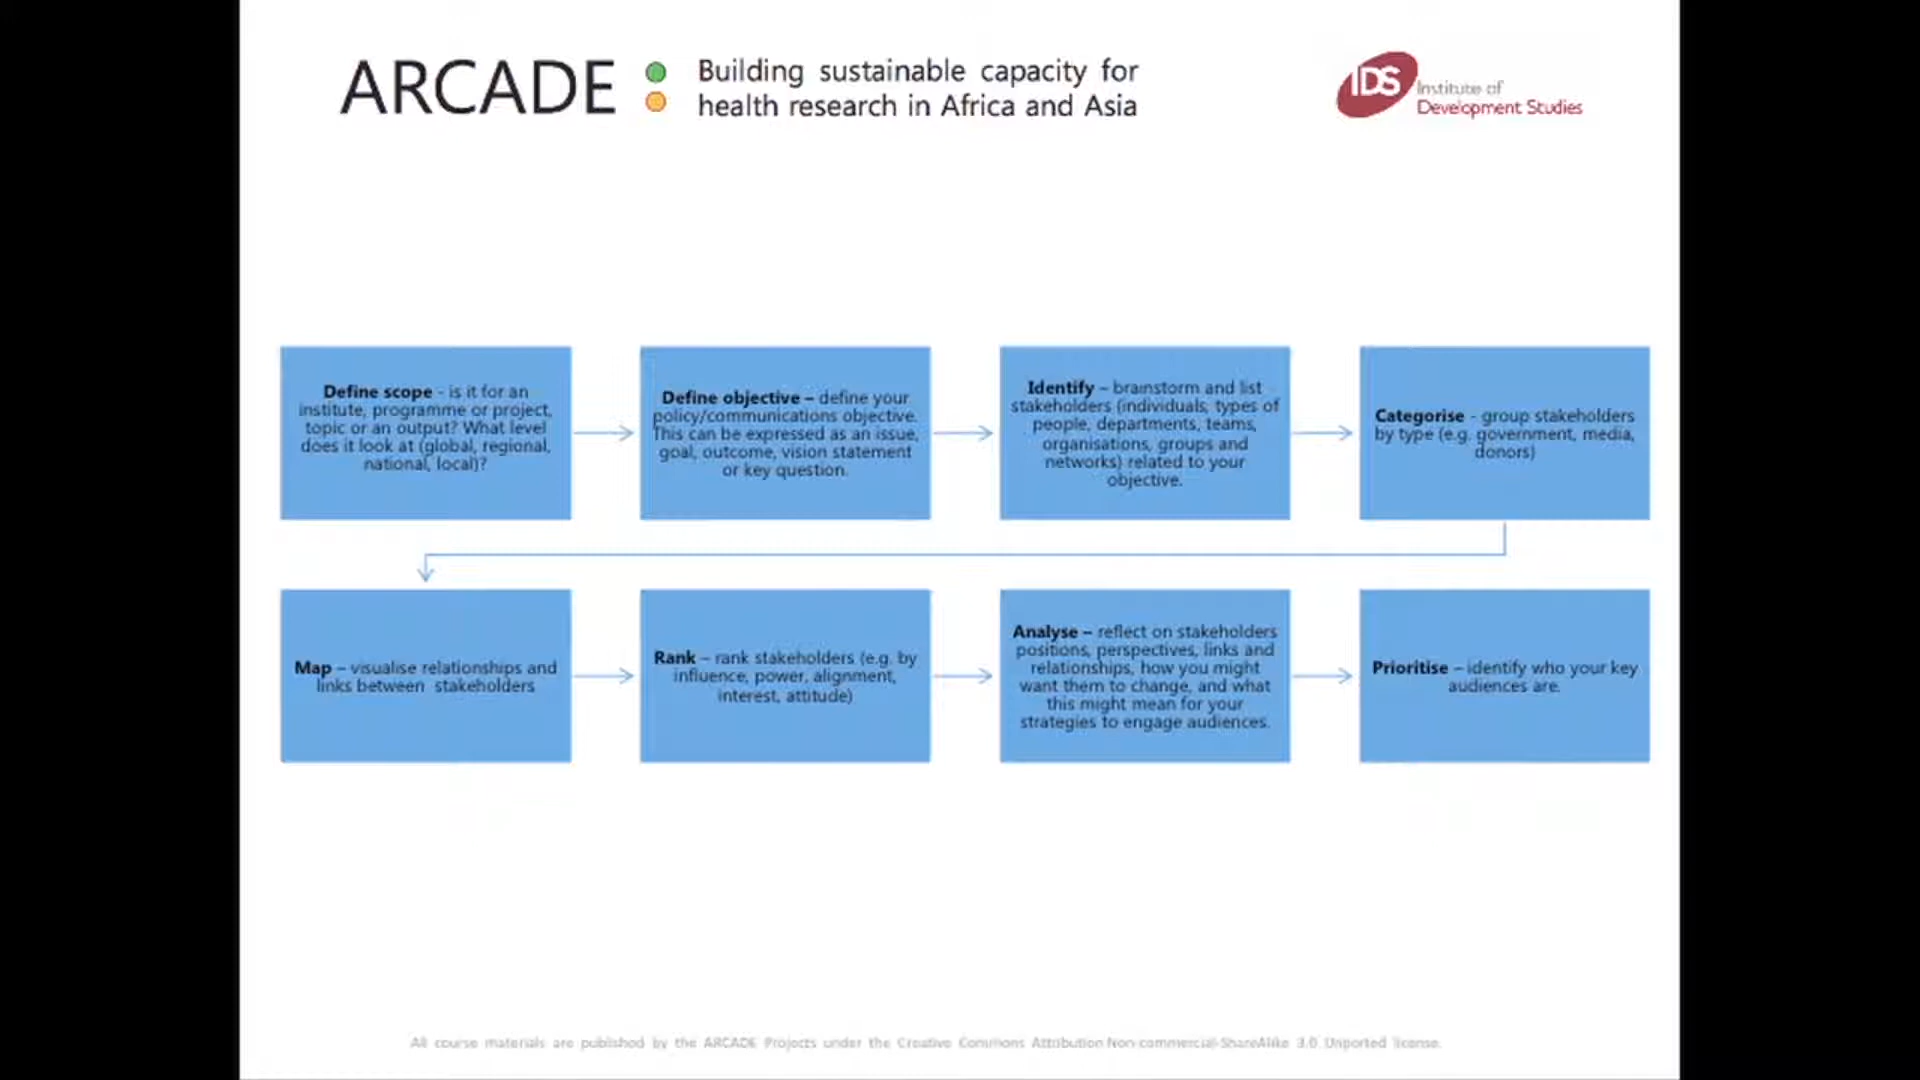 ARCADE
Building sustainable capacity for
health research in Africa and Asia
IDS
Institute of
Development Studies
Define scope - is it for an
institute, programme or project,
topic or an output? What level
does it look at (global, regional,
national, local)?
Define objective – define your
policy/communications objective.
This can be expressed as an issue,
goal, outcome, vision statement
or key question.
Identify – brainstorm and list
stakeholders (individuals, types of
people, departments, teams,
organisations, groups and
networks) related to your
objective.
Categorise - group stakeholders
by type (e.g. government, media,
donors)
Map – visualise relationships and
links between stakeholders
Rank – rank stakeholders (e.g. by
influence, power, alignment,
interest, attitude)
Analyse – reflect on stakeholders
positions, perspectives, links and
relationships, how you might
want them to change, and what
this might mean for your
strategies to engage audiences.
Prioritise – identify who your key
audiences are.
All course materials are published by the ARCADE Projects under the Creative Commons Attribution Non-commercial-ShareAlike 3.0 Unported license.